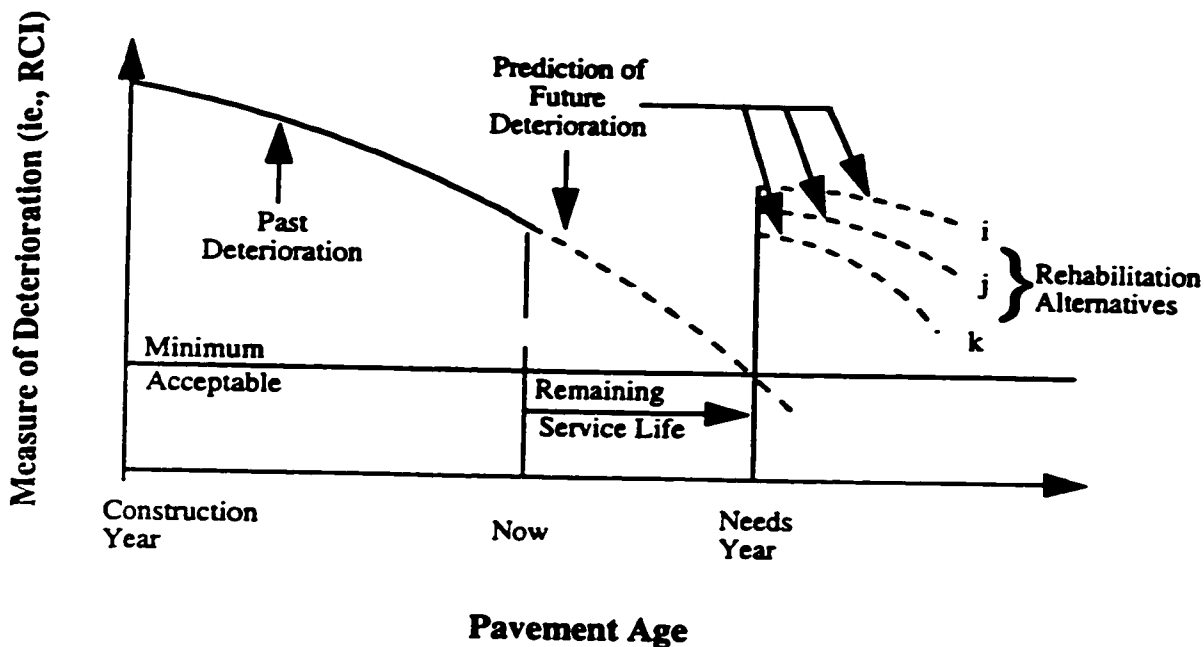 Measure of Deterioration (ie., RCI)
Prediction of
Future
Deterioration
Past
Deterioration
i
j
k
Rehabilitation
Alternatives
Minimum
Acceptable
Remaining
Service Life
Construction
Year
Now
Needs
Year
Pavement Age